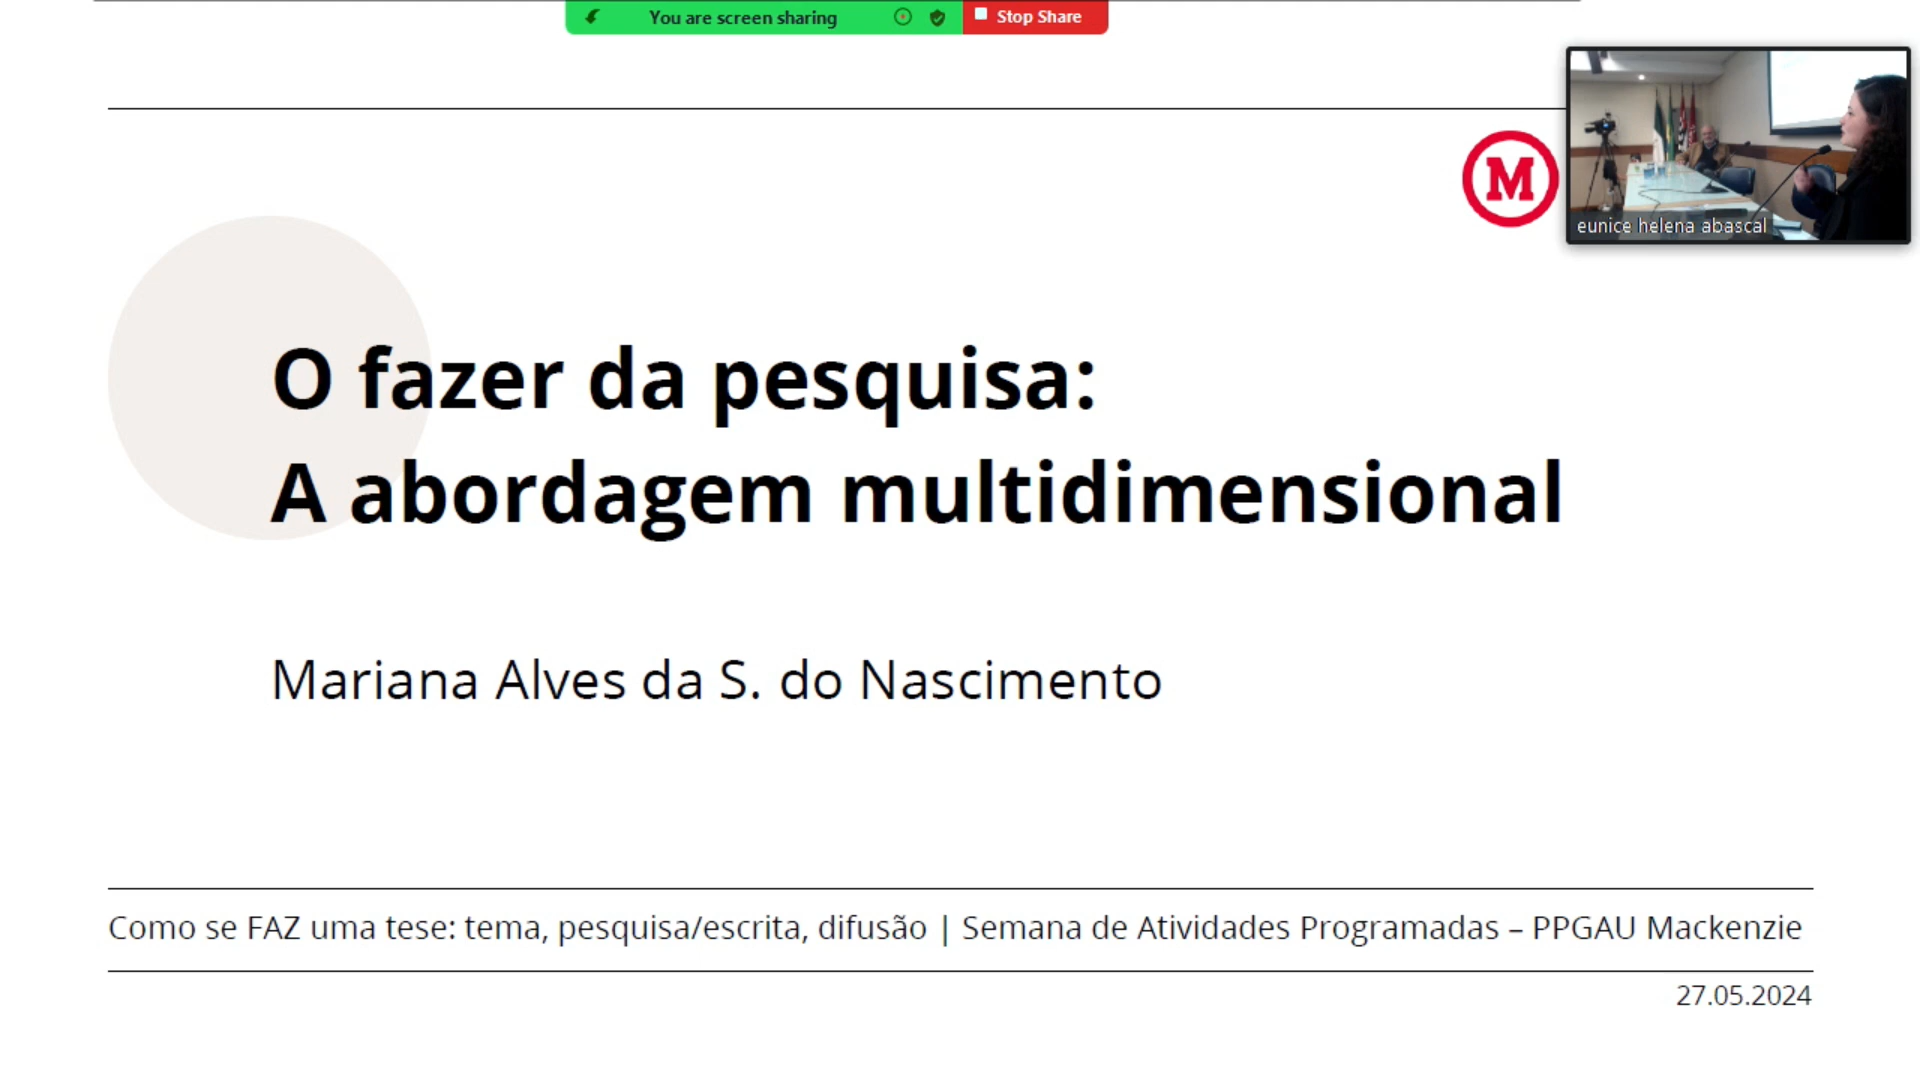 You are screen sharing
Stop Share
M
eunice helena abascal
O fazer da pesquisa:
A abordagem multidimensional
Mariana Alves da S. do Nascimento
Como se FAZ uma tese: tema, pesquisa/escrita, difusão | Semana de Atividades Programadas – PPGAU Mackenzie
27.05.2024